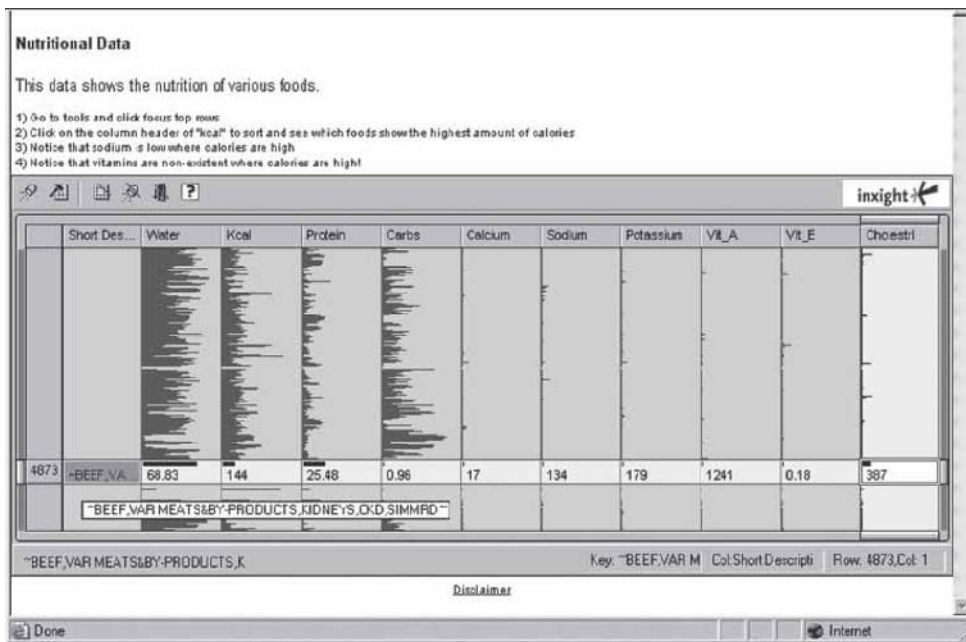 Nutritional Data
This data shows the nutrition of various foods.
1) Go to tools and click focus top rows
2) Click on the column header of "kcal" to sort and see which foods show the highest amount of calories
3) Notice that sodium is low where calories are high
4) Notice that vitamins are non-existent where calories are high!
?
inxight
Short Des... Water Kcal Protein Carbs Calcium Sodium Potassium Vit_A Vit_E Cholestrl
4873 ~BEEF,VA... 68.83 144 25.48 0.96 17 134 179 1241 0.18 387
~BEEF,VAR MEATS&BY-PRODUCTS,KIDNEYS,CKD,SIMMRD~
~BEEF,VAR MEATS&BY-PRODUCTS,K Key: ~BEEF,VAR M Col:Short Descripti Row: 4873,Col: 1
Disclaimer
Done Internet